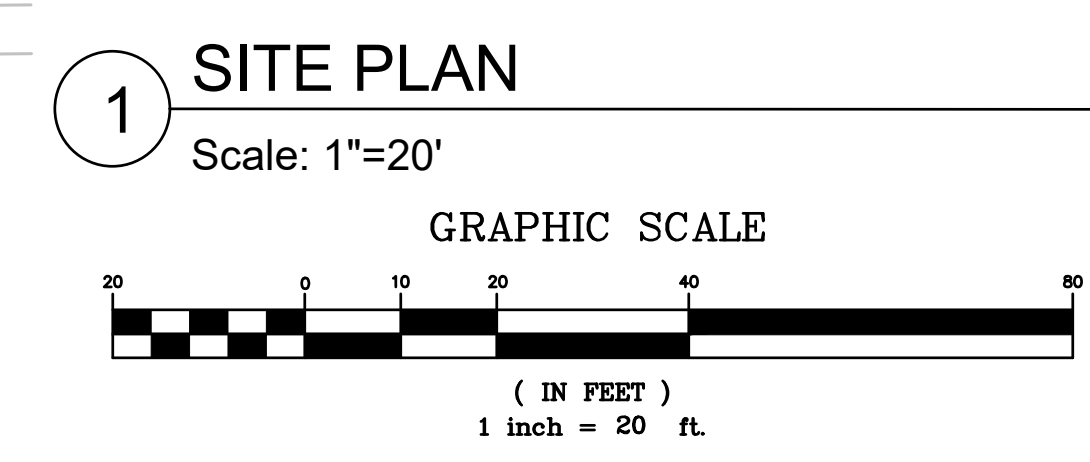 1
SITE PLAN
Scale: 1"=20'
GRAPHIC SCALE
20 0 10 20 40 80
( IN FEET )
1 inch = 20 ft.